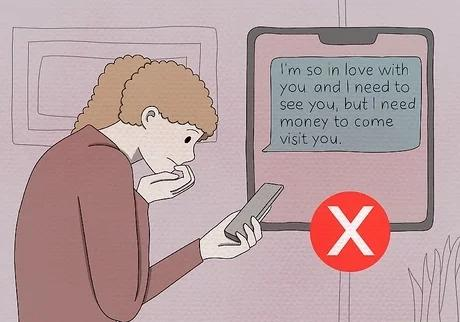 I'm so in love with
you and I need to
see you, but I need
money to come
visit you.
X